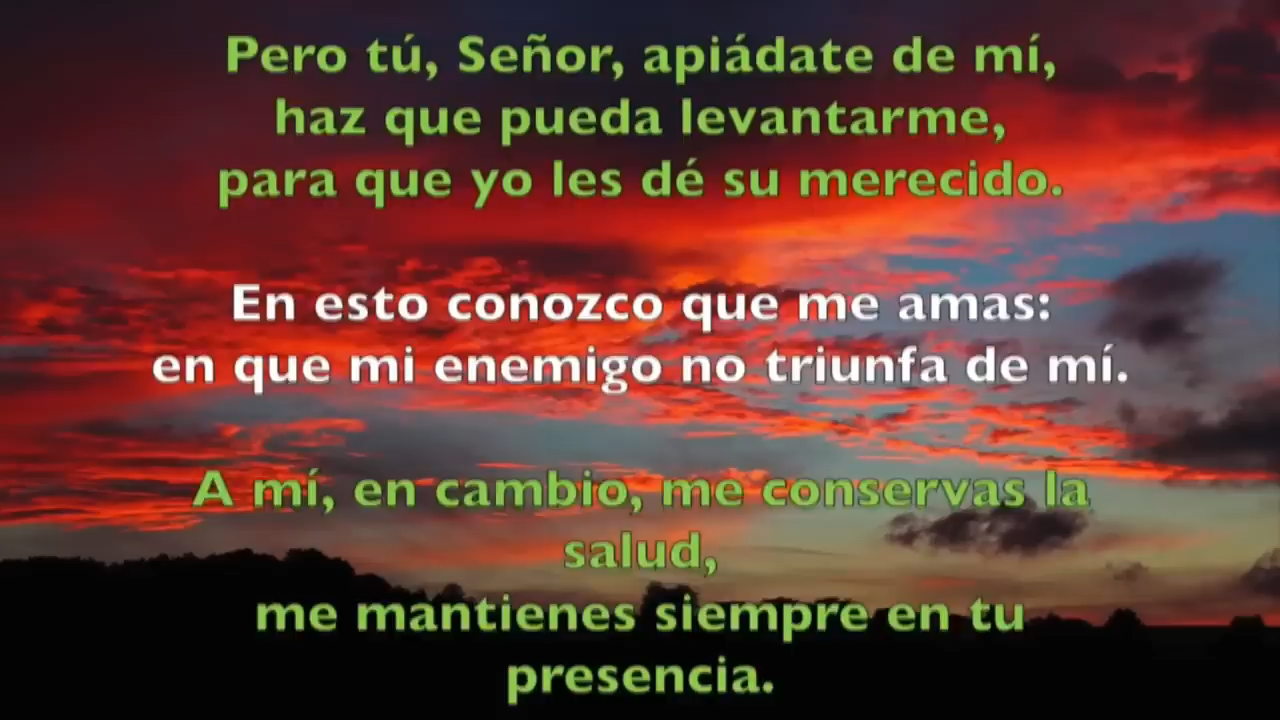 Pero tú, Señor, apiádate de mí,
haz que pueda levantarme,
para que yo les dé su merecido.
En esto conozco que me amas:
en que mi enemigo no triunfa de mí.
A mí, en cambio, me conservas la
salud,
me mantienes siempre en tu
presencia.